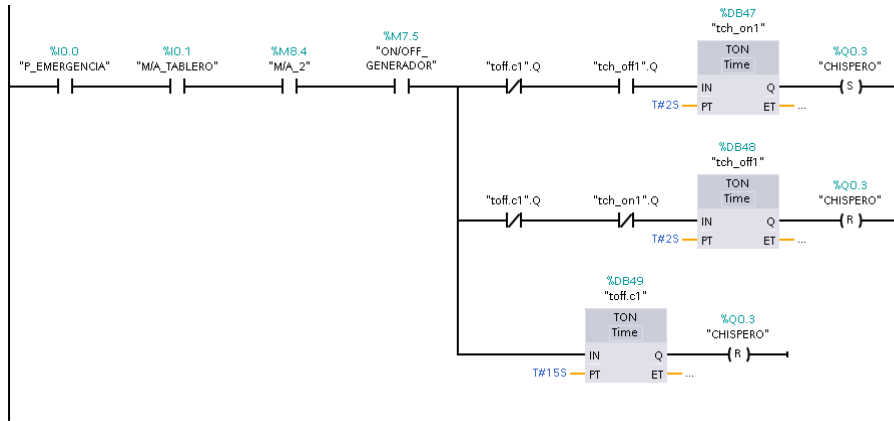 %I0.0
"P_EMERGENCIA"
%I0.1
"M/A_TABLERO"
%M8.4
"M/A_2"
%M7.5
"ON/OFF_
GENERADOR"
"toff.c1".Q
"tch_off1".Q
%DB47
"tch_on1"
TON
Time
IN
Q
T#2S
PT
ET
...
%Q0.3
"CHISPERO"
S
"toff.c1".Q
"tch_on1".Q
%DB48
"tch_off1"
TON
Time
IN
Q
T#2S
PT
ET
...
%Q0.3
"CHISPERO"
R
%DB49
"toff.c1"
TON
Time
IN
Q
T#15S
PT
ET
...
%Q0.3
"CHISPERO"
R